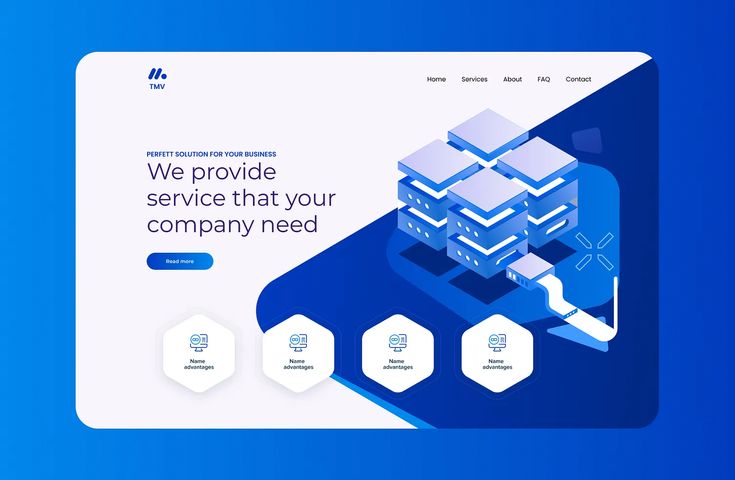 TMV
Home Services About FAQ Contact
PERFETT SOLUTION FOR YOUR BUSINESS
We provide
service that your
company need
Read more
Name
advantages
Name
advantages
Name
advantages
Name
advantages